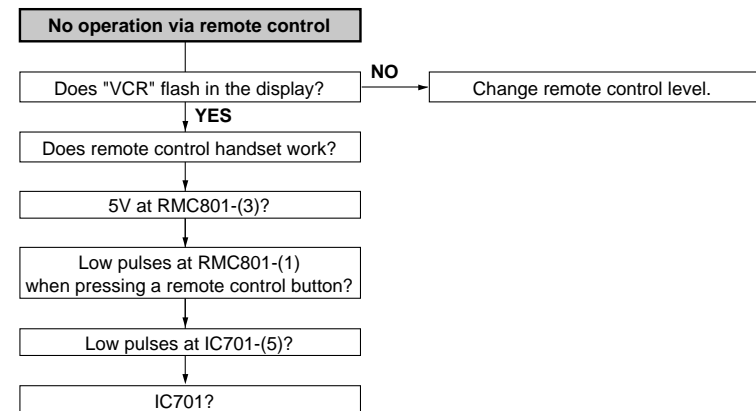 No operation via remote control
Does "VCR" flash in the display?
NO
Change remote control level.
YES
Does remote control handset work?
5V at RMC801-(3)?
Low pulses at RMC801-(1)
when pressing a remote control button?
Low pulses at IC701-(5)?
IC701?